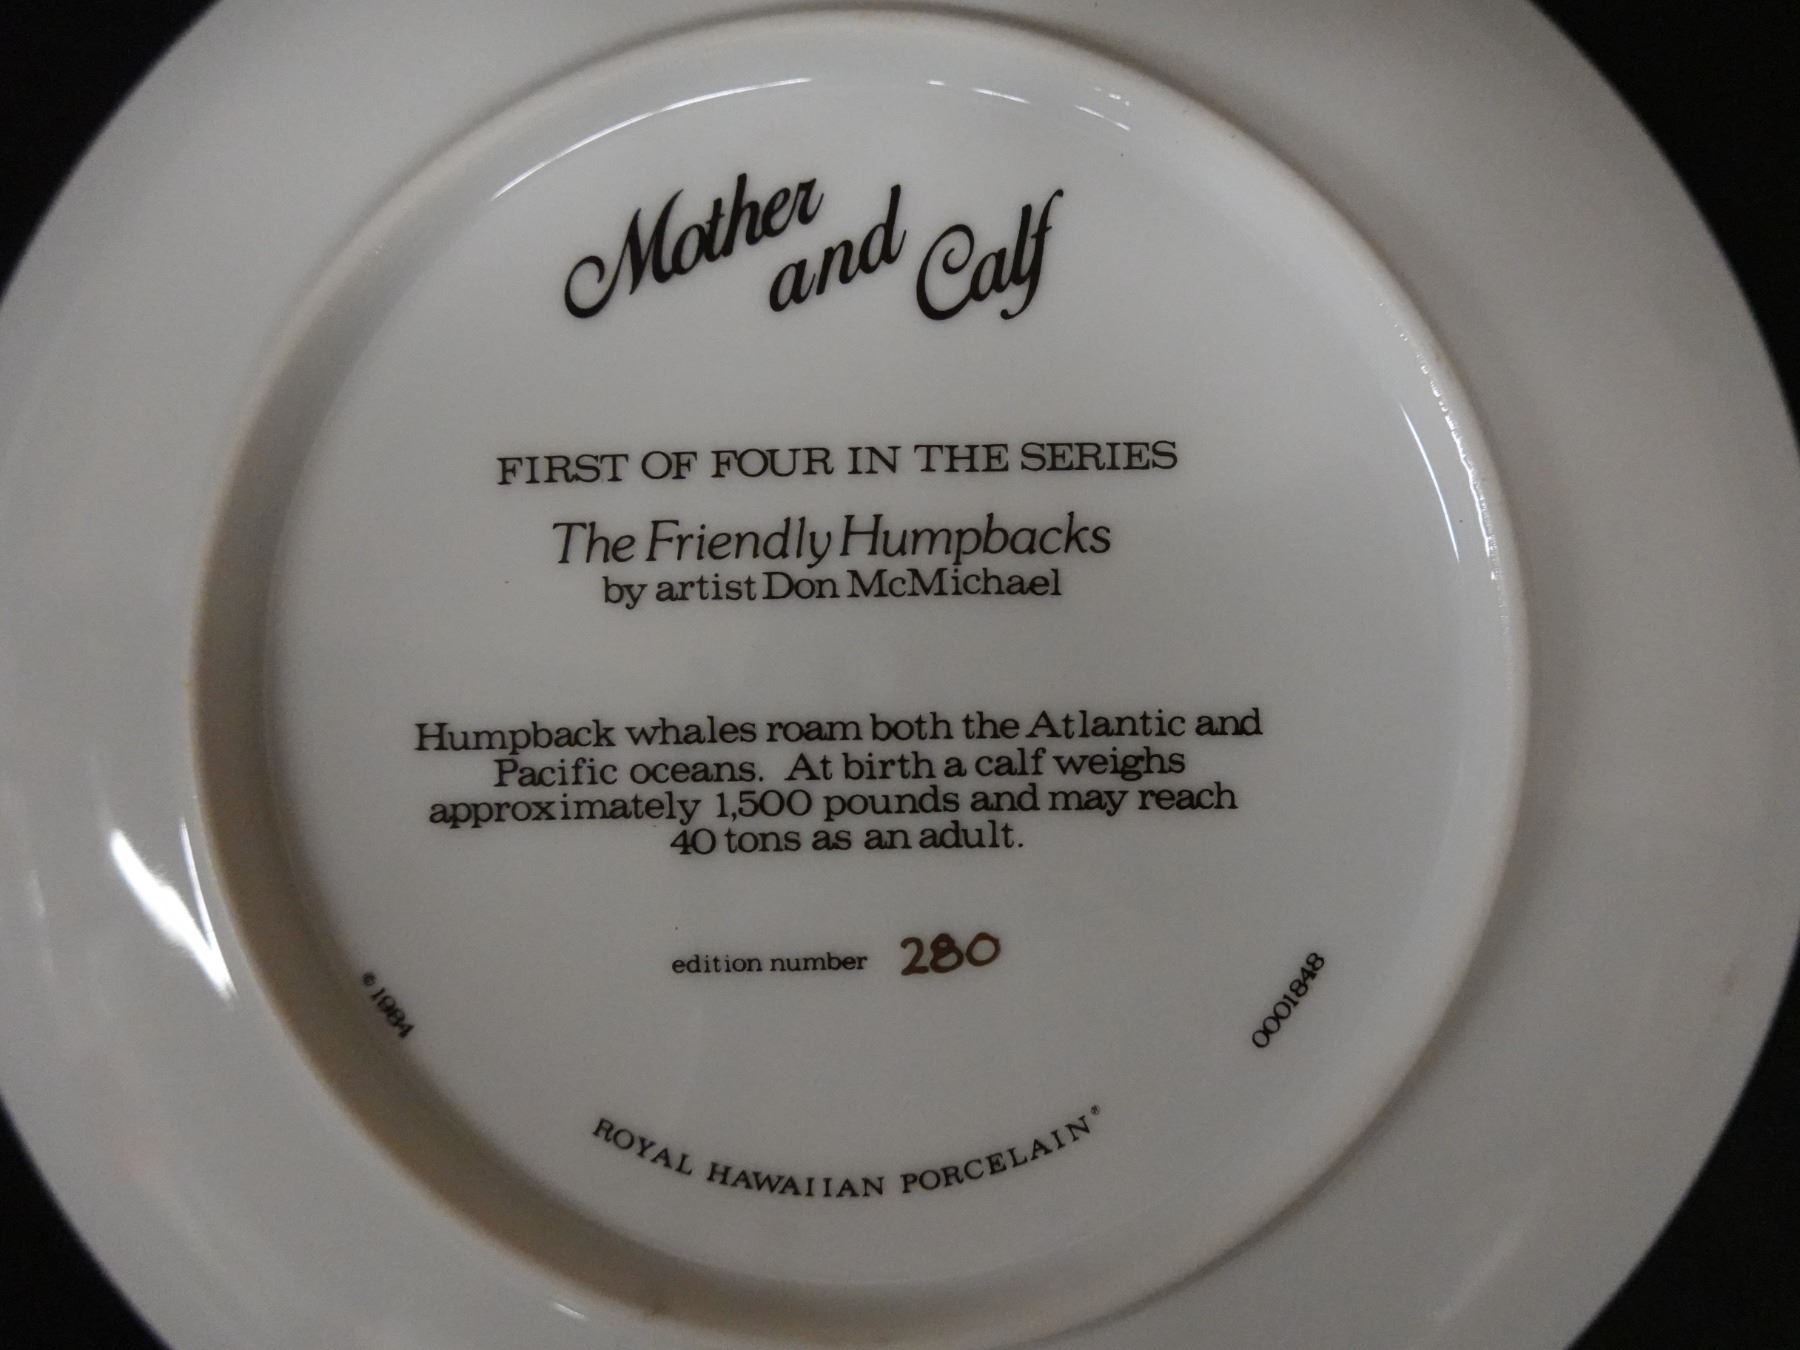 Mother
and Calf
FIRST OF FOUR IN THE SERIES
The Friendly Humpbacks
by artist Don McMichael
Humpback whales roam both the Atlantic and
Pacific oceans. At birth a calf weighs
approximately 1,500 pounds and may reach
40 tons as an adult.
edition number 280
© 1984
0001848
ROYAL HAWAIIAN PORCELAIN®